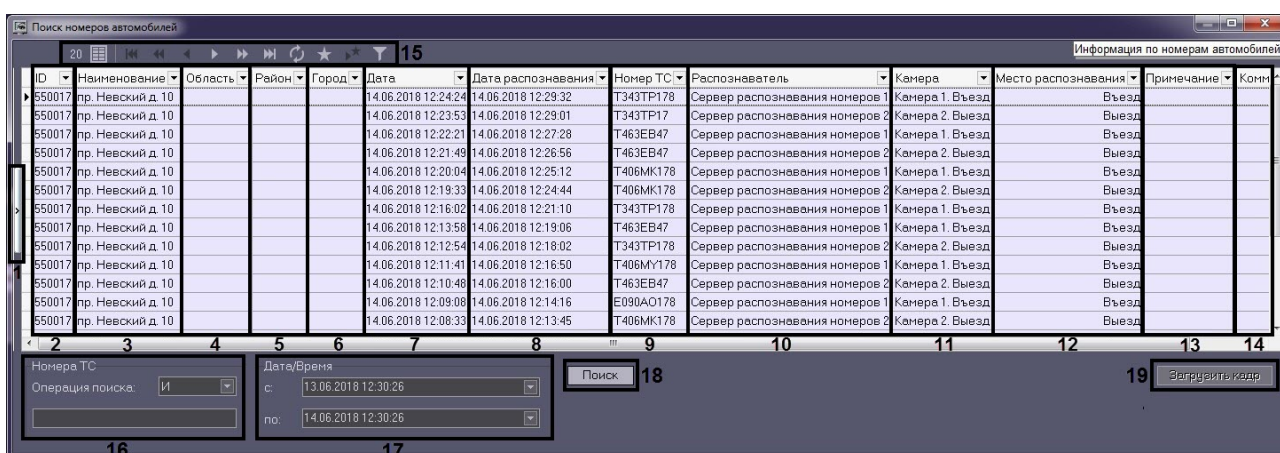 Поиск номеров автомобилей
20 15
Информация по номерам автомобилей
ID Наименование Область Район Город Дата Дата распознавания Номер ТС Распознаватель Камера Место распознавания Примечание Комм
550017 пр. Невский д. 10 14.06.2018 12:24:24 14.06.2018 12:29:32 T343TP178 Сервер распознавания номеров 1 Камера 1. Въезд Въезд
550017 пр. Невский д. 10 14.06.2018 12:23:53 14.06.2018 12:29:01 T343TP17 Сервер распознавания номеров 2 Камера 2. Выезд Выезд
550017 пр. Невский д. 10 14.06.2018 12:22:21 14.06.2018 12:27:28 T463EB47 Сервер распознавания номеров 1 Камера 1. Въезд Въезд
550017 пр. Невский д. 10 14.06.2018 12:21:49 14.06.2018 12:26:56 T463EB47 Сервер распознавания номеров 2 Камера 2. Выезд Выезд
550017 пр. Невский д. 10 14.06.2018 12:20:04 14.06.2018 12:25:12 T406MK178 Сервер распознавания номеров 1 Камера 1. Въезд Въезд
550017 пр. Невский д. 10 14.06.2018 12:19:33 14.06.2018 12:24:44 T406MK178 Сервер распознавания номеров 2 Камера 2. Выезд Выезд
550017 пр. Невский д. 10 14.06.2018 12:16:02 14.06.2018 12:21:10 T343TP178 Сервер распознавания номеров 1 Камера 1. Въезд Въезд
550017 пр. Невский д. 10 14.06.2018 12:13:58 14.06.2018 12:19:06 T463EB47 Сервер распознавания номеров 1 Камера 1. Въезд Въезд
550017 пр. Невский д. 10 14.06.2018 12:12:54 14.06.2018 12:18:02 T343TP178 Сервер распознавания номеров 2 Камера 2. Выезд Выезд
550017 пр. Невский д. 10 14.06.2018 12:11:41 14.06.2018 12:16:50 T406MY178 Сервер распознавания номеров 1 Камера 1. Въезд Въезд
550017 пр. Невский д. 10 14.06.2018 12:10:48 14.06.2018 12:16:00 T463EB47 Сервер распознавания номеров 2 Камера 2. Выезд Выезд
550017 пр. Невский д. 10 14.06.2018 12:09:08 14.06.2018 12:14:16 E090AO178 Сервер распознавания номеров 1 Камера 1. Въезд Въезд
550017 пр. Невский д. 10 14.06.2018 12:08:33 14.06.2018 12:13:45 T406MK178 Сервер распознавания номеров 2 Камера 2. Выезд Выезд
1
2 3 4 5 6 7 8 9 10 11 12 13 14
Номера ТС Дата/Время
Операция поиска: И с: 13.06.2018 12:30:26 Поиск 18 19 Загрузить кадр
по: 14.06.2018 12:30:26
16 17